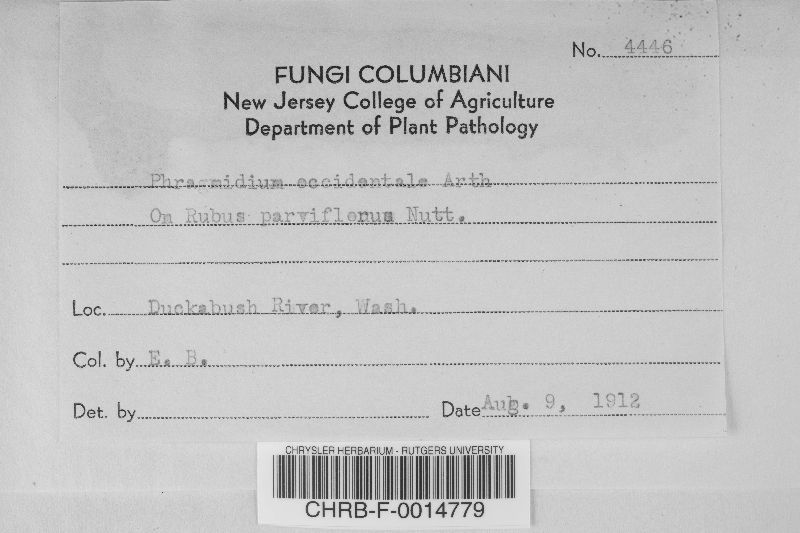 No. 4446
FUNGI COLUMBIANI
New Jersey College of Agriculture
Department of Plant Pathology
Phragmidium occidentale Arth
On Rubus parviflorus Nutt.
Loc. Duckabush River, Wash.
Col. by E. B.
Det. by
Date Aug. 9, 1912
CHRYSLER HERBARIUM - RUTGERS UNIVERSITY
CHRB-F-0014779